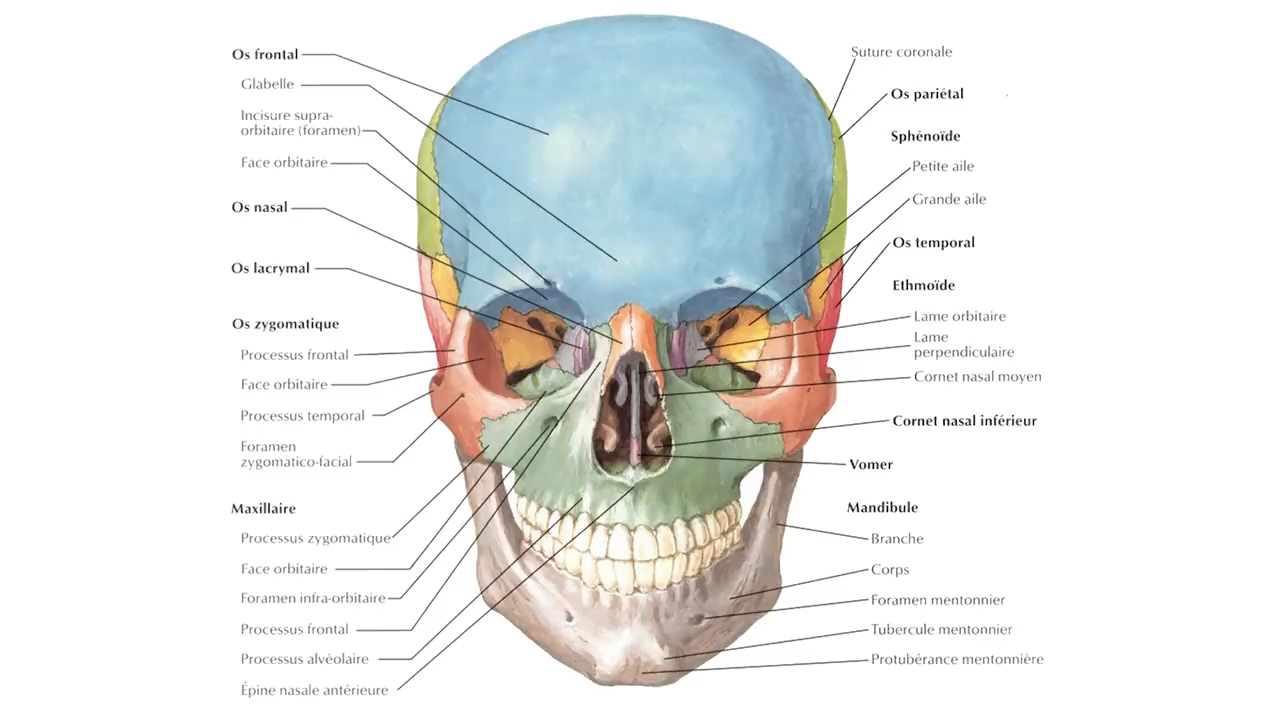 Os frontal
Glabelle
Incisure supra-
orbitaire (foramen)
Face orbitaire
Os nasal
Os lacrymal
Os zygomatique
Processus frontal
Face orbitaire
Processus temporal
Foramen
zygomatico-facial
Maxillaire
Processus zygomatique
Face orbitaire
Foramen infra-orbitaire
Processus frontal
Processus alvéolaire
Épine nasale antérieure
Suture coronale
Os pariétal
Sphénoïde
Petite aile
Grande aile
Os temporal
Ethmoïde
Lame orbitaire
Lame
perpendiculaire
Cornet nasal moyen
Cornet nasal inférieur
Vomer
Mandibule
Branche
Corps
Foramen mentonnier
Tubercule mentonnier
Protubérance mentonnière